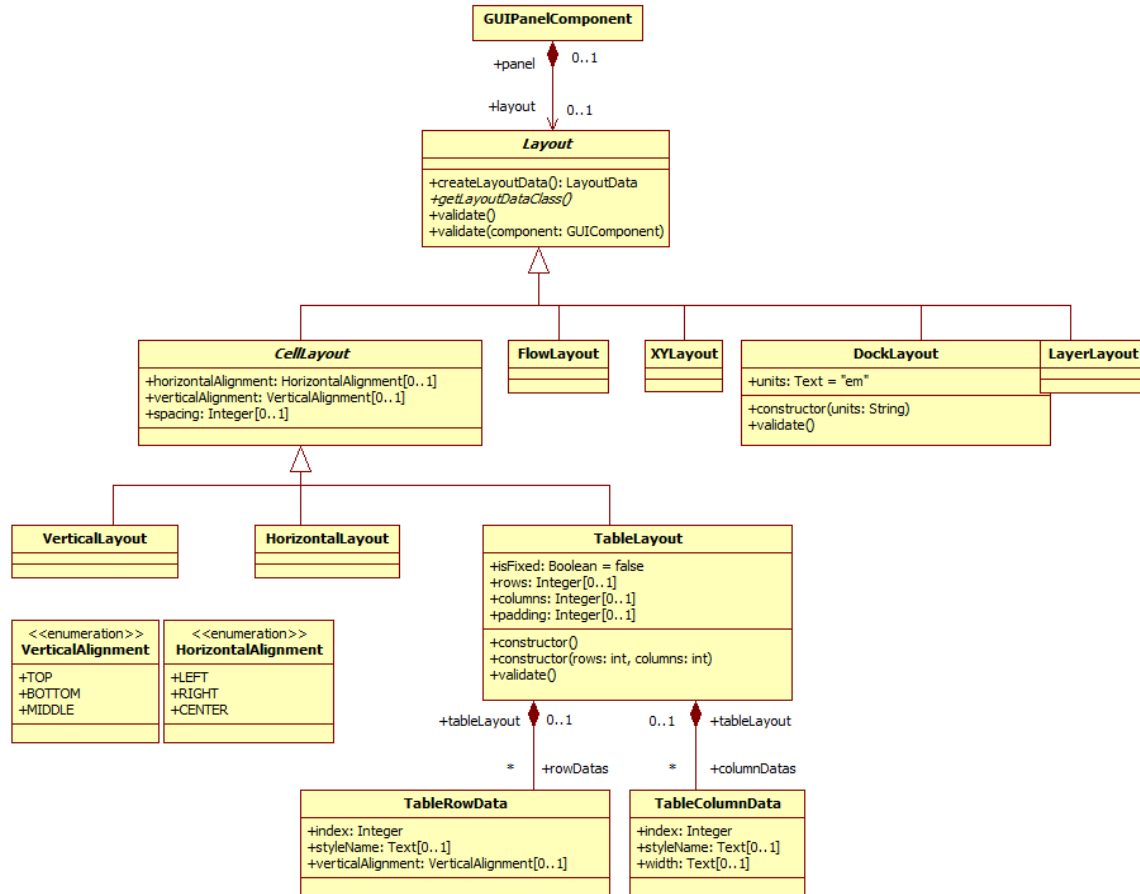 GUIPanelComponent
+panel
0..1
+layout
0..1
Layout
+createLayoutData(): LayoutData
+getLayoutDataClass()
+validate()
+validate(component: GUIComponent)
CellLayout
+horizontalAlignment: HorizontalAlignment[0..1]
+verticalAlignment: VerticalAlignment[0..1]
+spacing: Integer[0..1]
FlowLayout
XYLayout
DockLayout
+units: Text = "em"
+constructor(units: String)
+validate()
LayerLayout
VerticalLayout
HorizontalLayout
TableLayout
+isFixed: Boolean = false
+rows: Integer[0..1]
+columns: Integer[0..1]
+padding: Integer[0..1]
+constructor()
+constructor(rows: int, columns: int)
+validate()
<<enumeration>>
VerticalAlignment
+TOP
+BOTTOM
+MIDDLE
<<enumeration>>
HorizontalAlignment
+LEFT
+RIGHT
+CENTER
+tableLayout
0..1
0..1
+tableLayout
*
+rowDatas
*
+columnDatas
TableRowData
+index: Integer
+styleName: Text[0..1]
+verticalAlignment: VerticalAlignment[0..1]
TableColumnData
+index: Integer
+styleName: Text[0..1]
+width: Text[0..1]